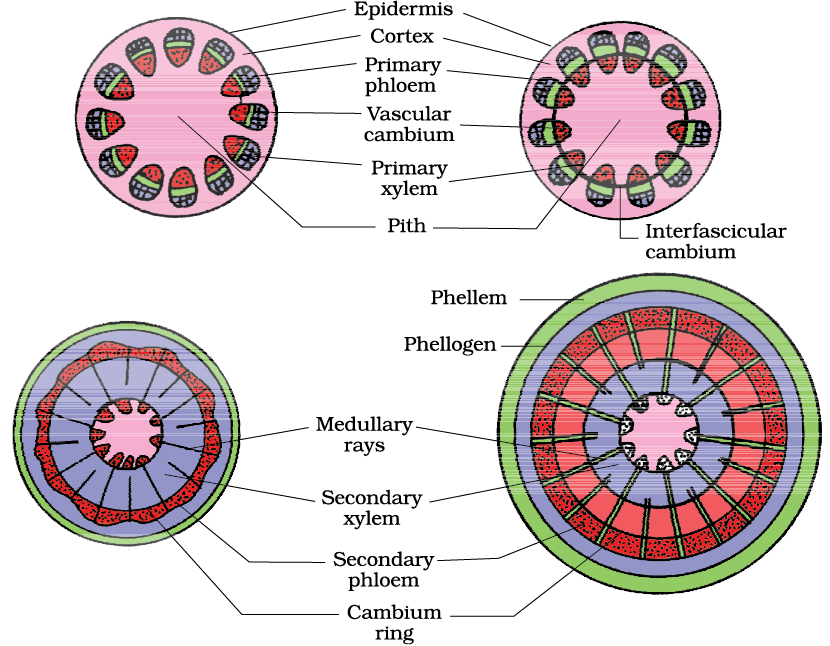 Epidermis
Cortex
Primary
phloem
Vascular
cambium
Primary
xylem
Pith
Interfascicular
cambium
Phellem
Phellogen
Medullary
rays
Secondary
xylem
Secondary
phloem
Cambium
ring